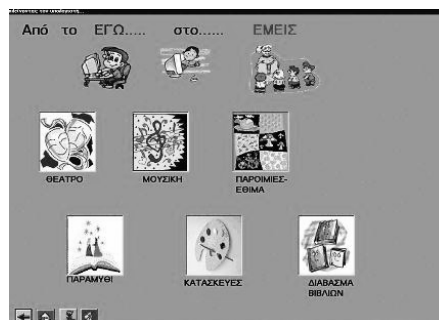 Από το ΕΓΩ..... στο...... ΕΜΕΙΣ
ΘΕΑΤΡΟ
ΜΟΥΣΙΚΗ
ΠΑΡΟΙΜΙΕΣ-
ΕΘΙΜΑ
ΠΑΡΑΜΥΘΙ
ΚΑΤΑΣΚΕΥΕΣ
ΔΙΑΒΑΣΜΑ
ΒΙΒΛΙΩΝ